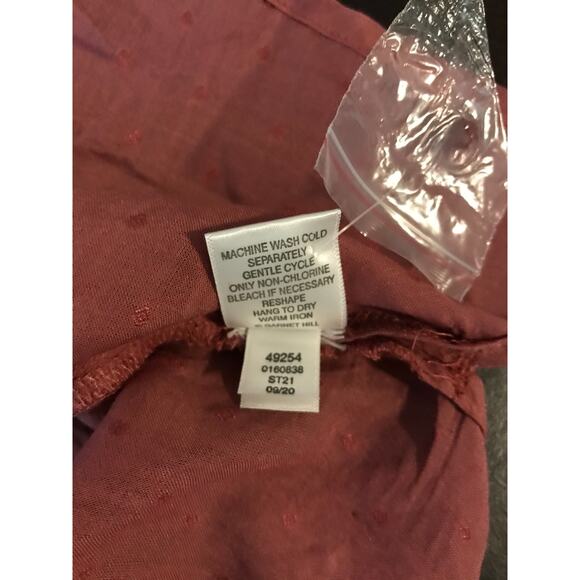 MACHINE WASH COLD
SEPARATELY
GENTLE CYCLE
ONLY NON-CHLORINE
BLEACH IF NECESSARY
RESHAPE
HANG TO DRY
WARM IRON
© GARNET HILL
49254
0160838
ST21
09/20